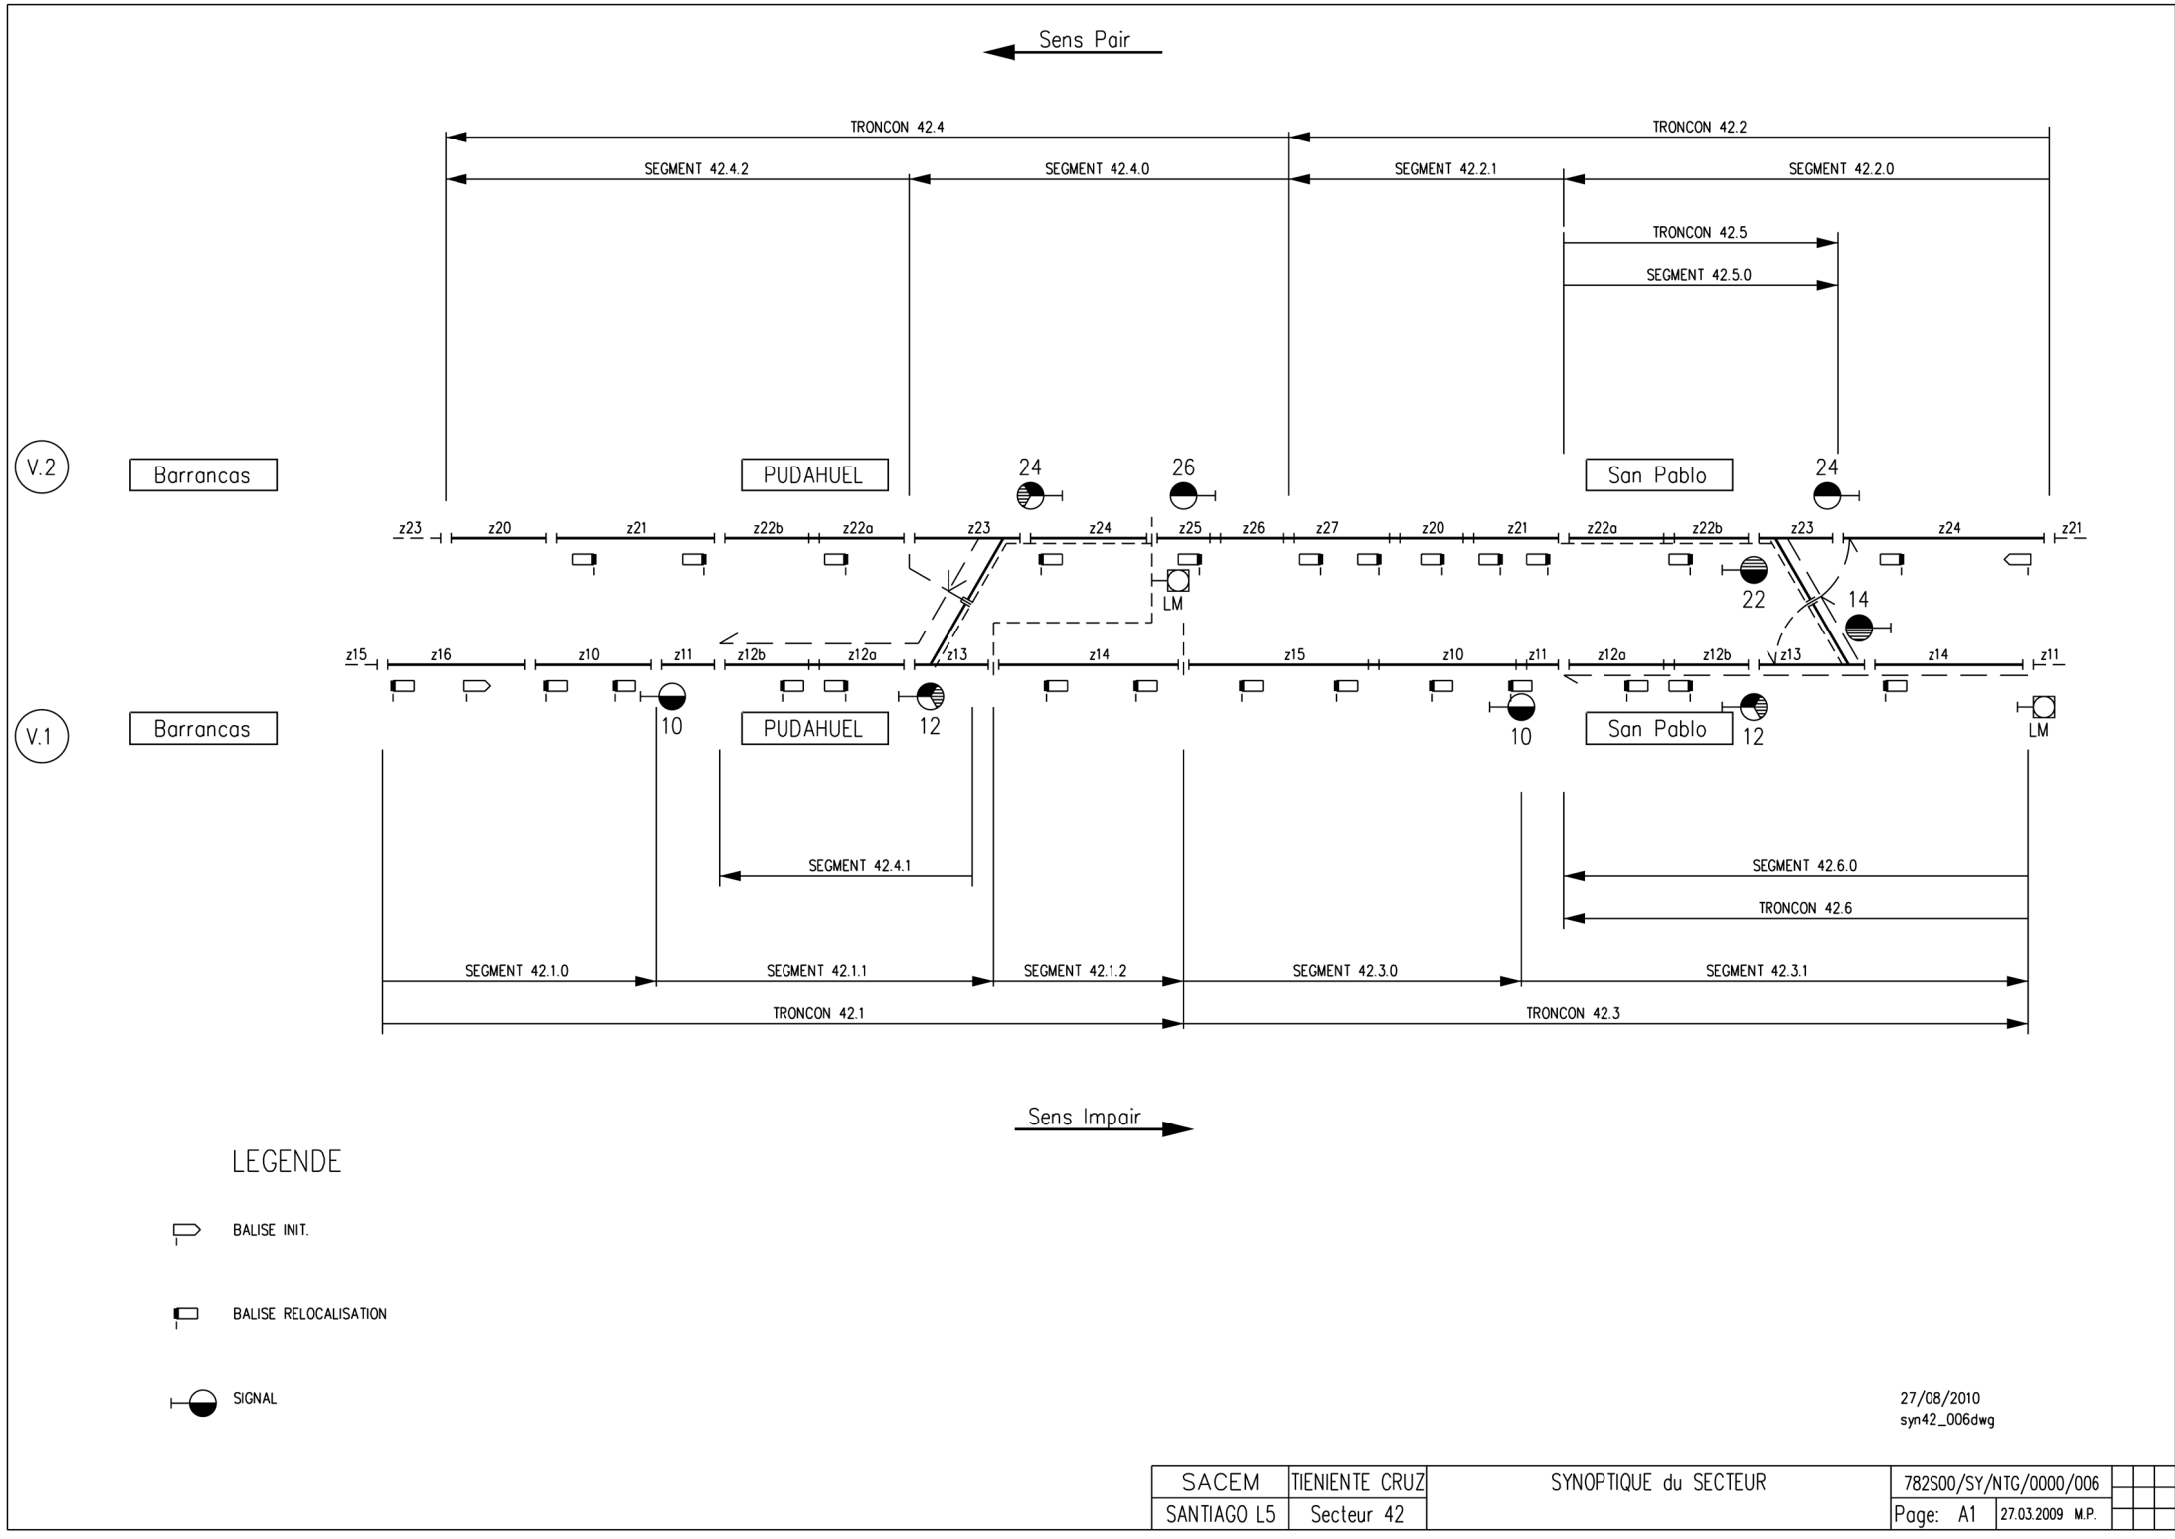 Sens Pair
TRONCON 42.4
TRONCON 42.2
SEGMENT 42.4.2
SEGMENT 42.4.0
SEGMENT 42.2.1
SEGMENT 42.2.0
TRONCON 42.5
SEGMENT 42.5.0
V.2
Barrancas
PUDAHUEL
24
26
San Pablo
24
z23 z20 z21 z22b z22a z23 z24 z25 z26 z27 z20 z21 z22a z22b z23 z24 z21
LM
22
14
z15 z16 z10 z11 z12b z12a z13 z14 z15 z10 z11 z12a z12b z13 z14 z11
V.1
Barrancas
10
PUDAHUEL
12
10
San Pablo
12
LM
SEGMENT 42.4.1
SEGMENT 42.6.0
TRONCON 42.6
SEGMENT 42.1.0
SEGMENT 42.1.1
SEGMENT 42.1.2
SEGMENT 42.3.0
SEGMENT 42.3.1
TRONCON 42.1
TRONCON 42.3
Sens Impair
LEGENDE
BALISE INIT.
BALISE RELOCALISATION
SIGNAL
27/08/2010
syn42_006dwg
SACEM
TIENIENTE CRUZ
SYNOPTIQUE du SECTEUR
782S00/SY/NTG/0000/006
SANTIAGO L5
Secteur 42
Page: A1
27.03.2009 M.P.